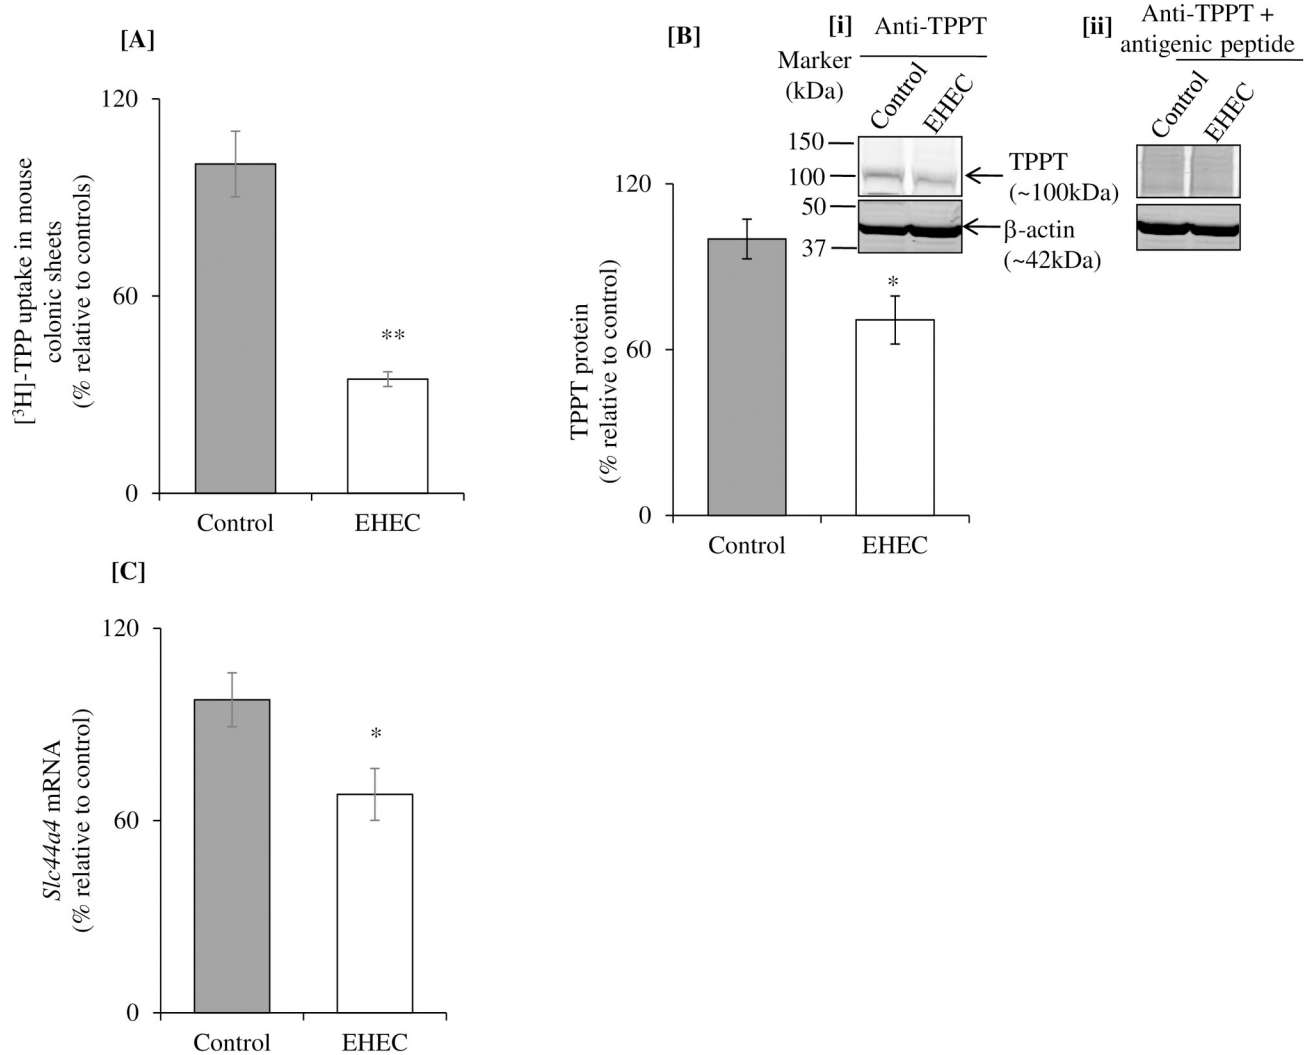 [A]
120
60
0
[³H]-TPP uptake in mouse
colonic sheets
(% relative to controls)
**
Control
EHEC
[B]
120
60
0
TPPT protein
(% relative to control)
*
Control
EHEC
[i]
Anti-TPPT
Marker
(kDa)
Control
EHEC
150
100
50
37
TPPT
(~100kDa)
β-actin
(~42kDa)
[ii]
Anti-TPPT +
antigenic peptide
Control
EHEC
[C]
120
60
0
Slc44a4 mRNA
(% relative to control)
*
Control
EHEC